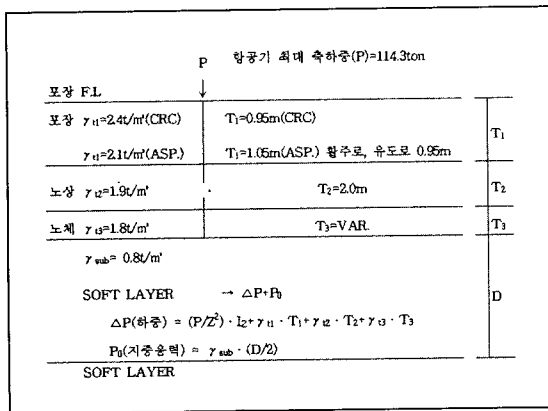 P 항공기 최대 축하중(P)=114.3ton
포장 F.L
포장 γt1=2.4t/m³(CRC) T₁=0.95m(CRC)
T₁
γt1=2.1t/m³(ASP.) T₁=1.05m(ASP.) 활주로, 유도로 0.95m
노상 γt2=1.9t/m³ T₂=2.0m T₂
노체 γt3=1.8t/m³ T₃=VAR. T₃
γsub= 0.8t/m³
SOFT LAYER → △P+P₀ D
△P(하중) = (P/Z²)·I₂+γt1·T₁+γt2·T₂+γt3·T₃
P₀(지중응력) = γsub·(D/2)
SOFT LAYER